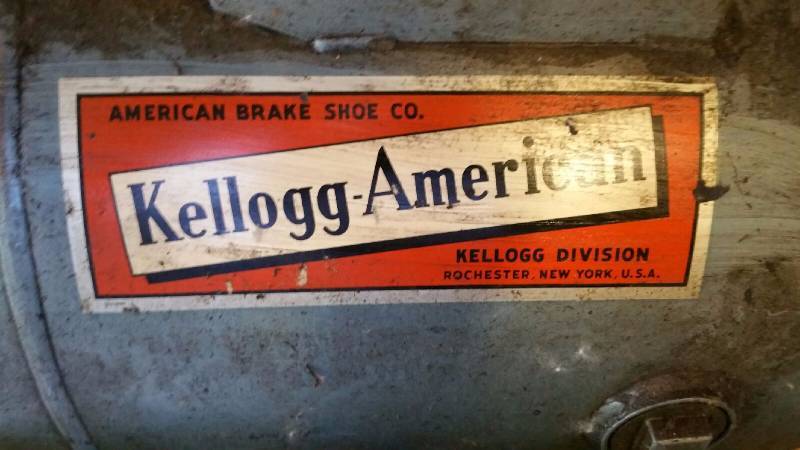 AMERICAN BRAKE SHOE CO.
Kellogg-American
KELLOGG DIVISION
ROCHESTER, NEW YORK, U.S.A.